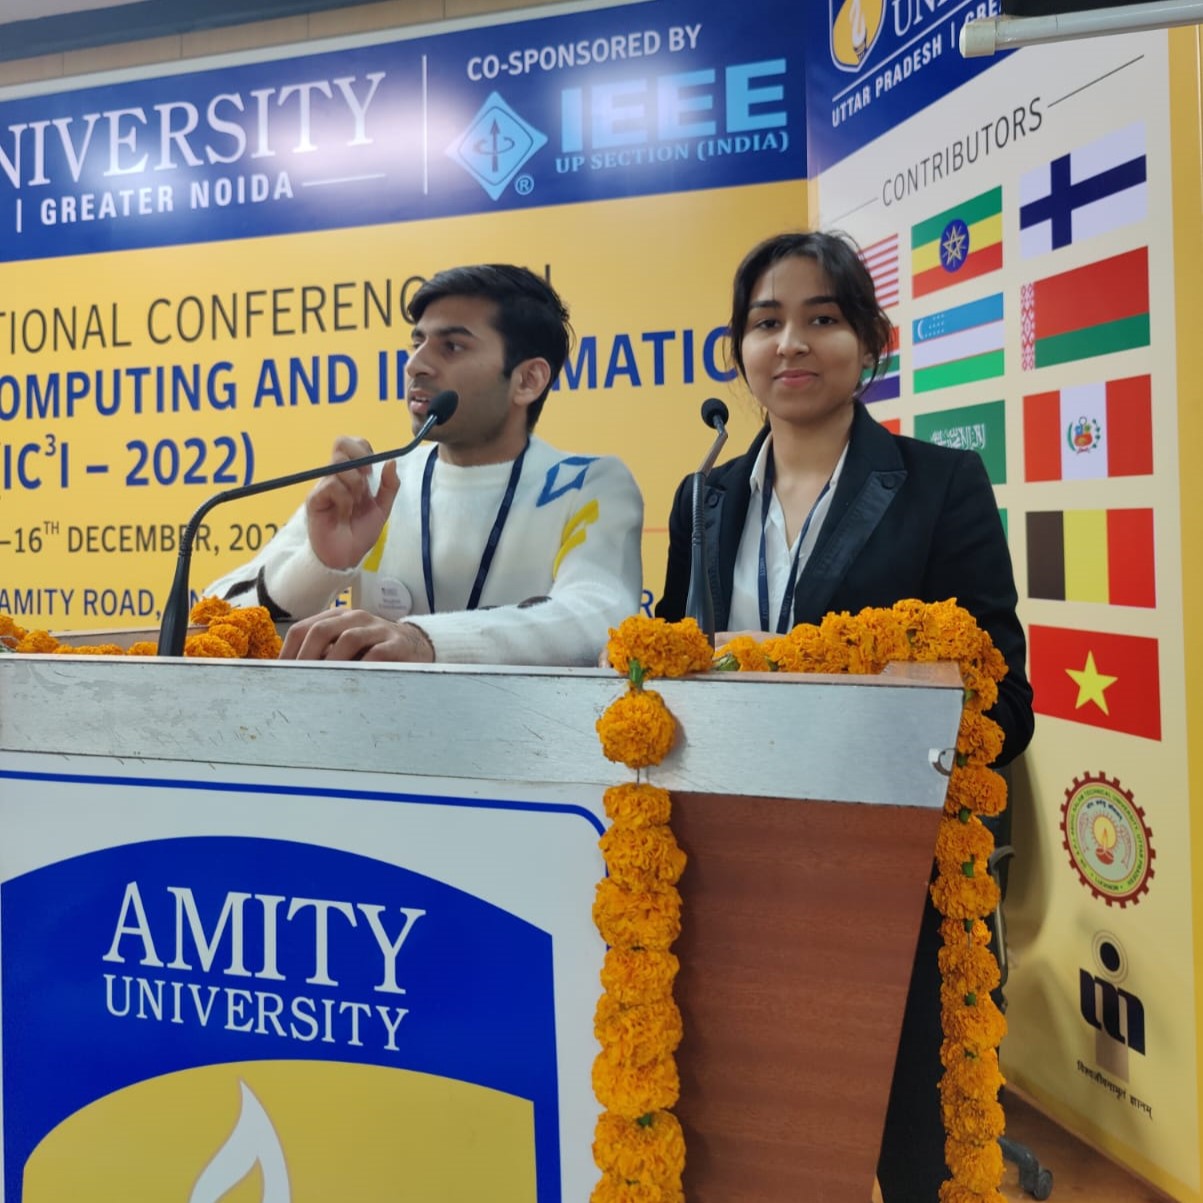 NIVERSITY
| GREATER NOIDA
CO-SPONSORED BY
IEEE
®
UP SECTION (INDIA)
UTTAR PRADESH |
TIONAL CONFERENC
OMPUTING AND IN MATIC
(IC³I – 2022)
–16TH DECEMBER, 202
AMITY ROAD,
CONTRIBUTORS
AMITY
UNIVERSITY